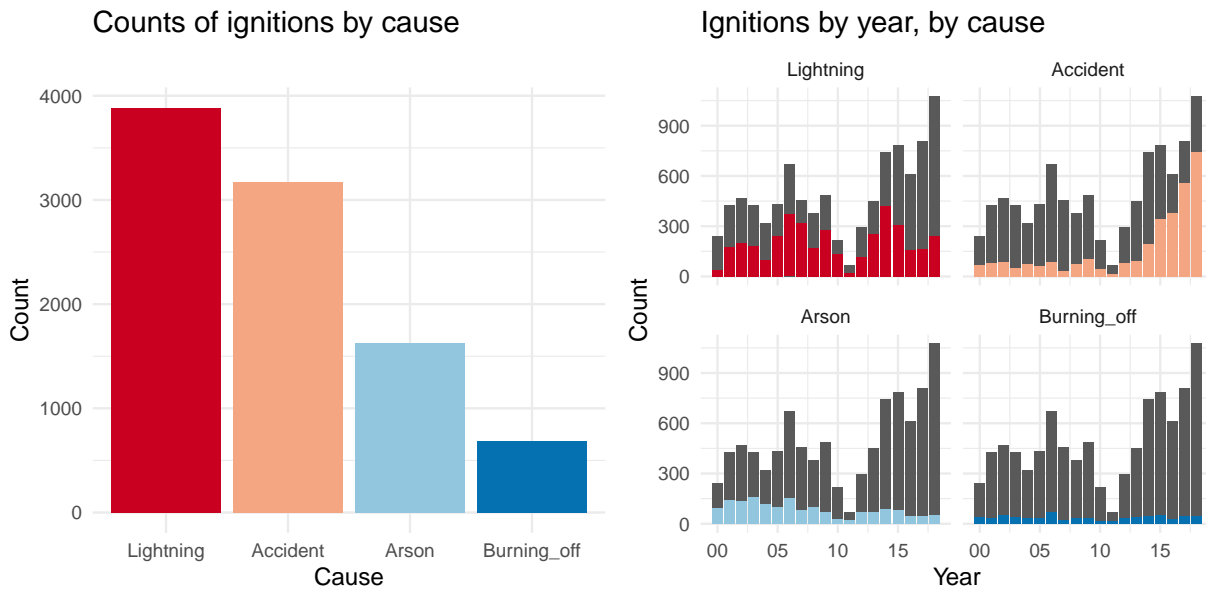 Counts of ignitions by cause
4000
3000
2000
1000
0
Count
Lightning Accident Arson Burning_off
Cause
Ignitions by year, by cause
Lightning Accident
900
600
300
0
Count
Arson Burning_off
900
600
300
0
00 05 10 15 00 05 10 15
Year